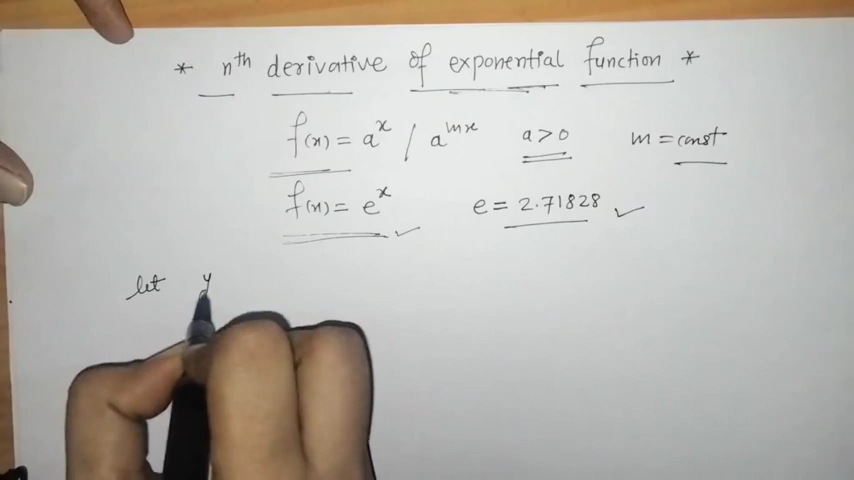 * nth derivative of exponential function *
f(x) = a^x / a^mx a > 0 m = const
f(x) = e^x e = 2.71828 ✓
let y